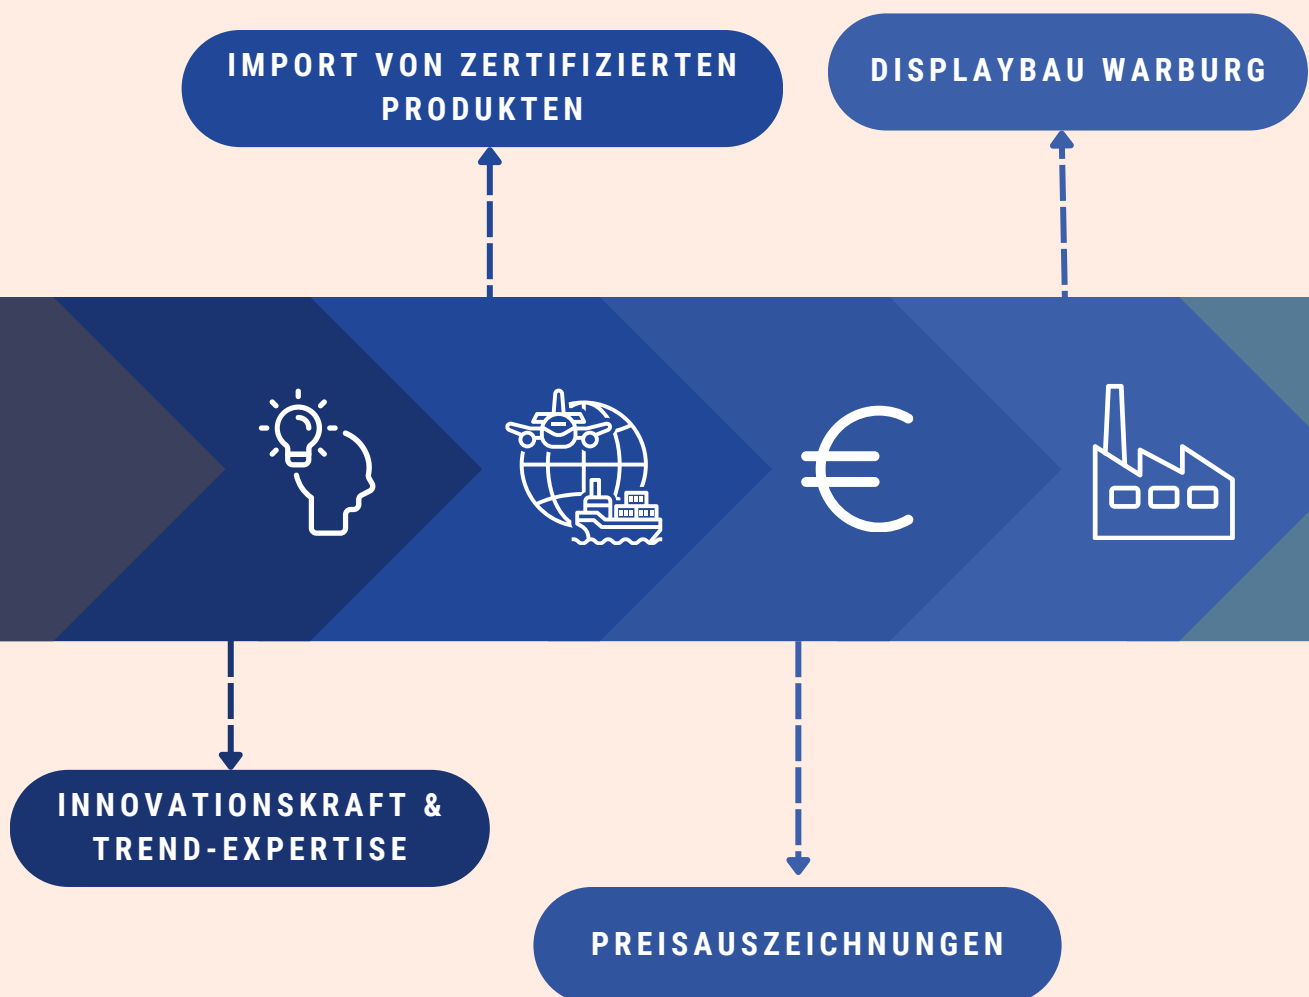 IMPORT VON ZERTIFIZIERTEN
PRODUKTEN
DISPLAYBAU WARBURG
INNOVATIONSKRAFT &
TREND-EXPERTISE
PREISAUSZEICHNUNGEN